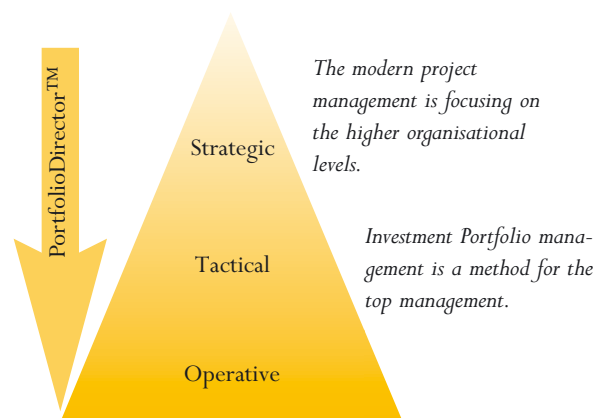 PortfolioDirector™
Strategic
Tactical
Operative
The modern project
management is focusing on
the higher organisational
levels.
Investment Portfolio mana-
gement is a method for the
top management.